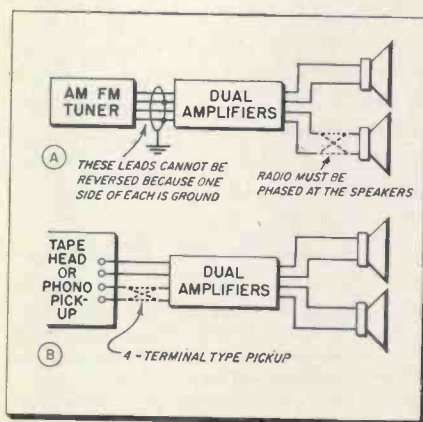 AM FM
TUNER
DUAL
AMPLIFIERS
A
THESE LEADS CANNOT BE
REVERSED BECAUSE ONE
SIDE OF EACH IS GROUND
RADIO MUST BE
PHASED AT THE SPEAKERS
TAPE
HEAD
OR
PHONO
PICK-
UP
DUAL
AMPLIFIERS
B
4-TERMINAL TYPE PICKUP